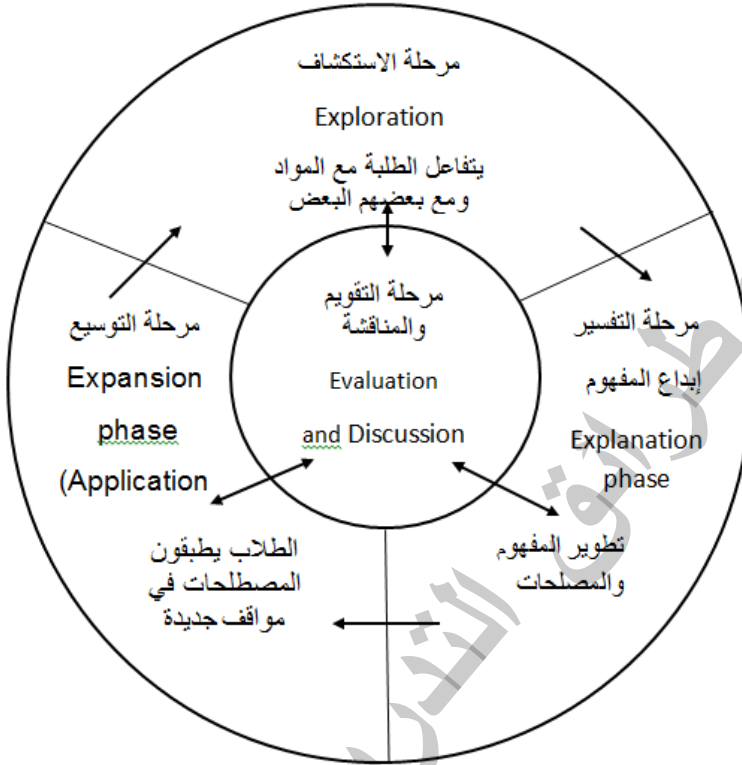 مرحلة الاستكشاف
Exploration
يتفاعل الطلبة مع المواد
ومع بعضهم البعض
مرحلة التفسير
إبداع المفهوم
Explanation
phase
تطوير المفهوم
والمصلحات
مرحلة التقويم
والمناقشة
Evaluation
and Discussion
مرحلة التوسيع
Expansion
phase
(Application
الطلاب يطبقون
المصطلحات في
مواقف جديدة
طرائق